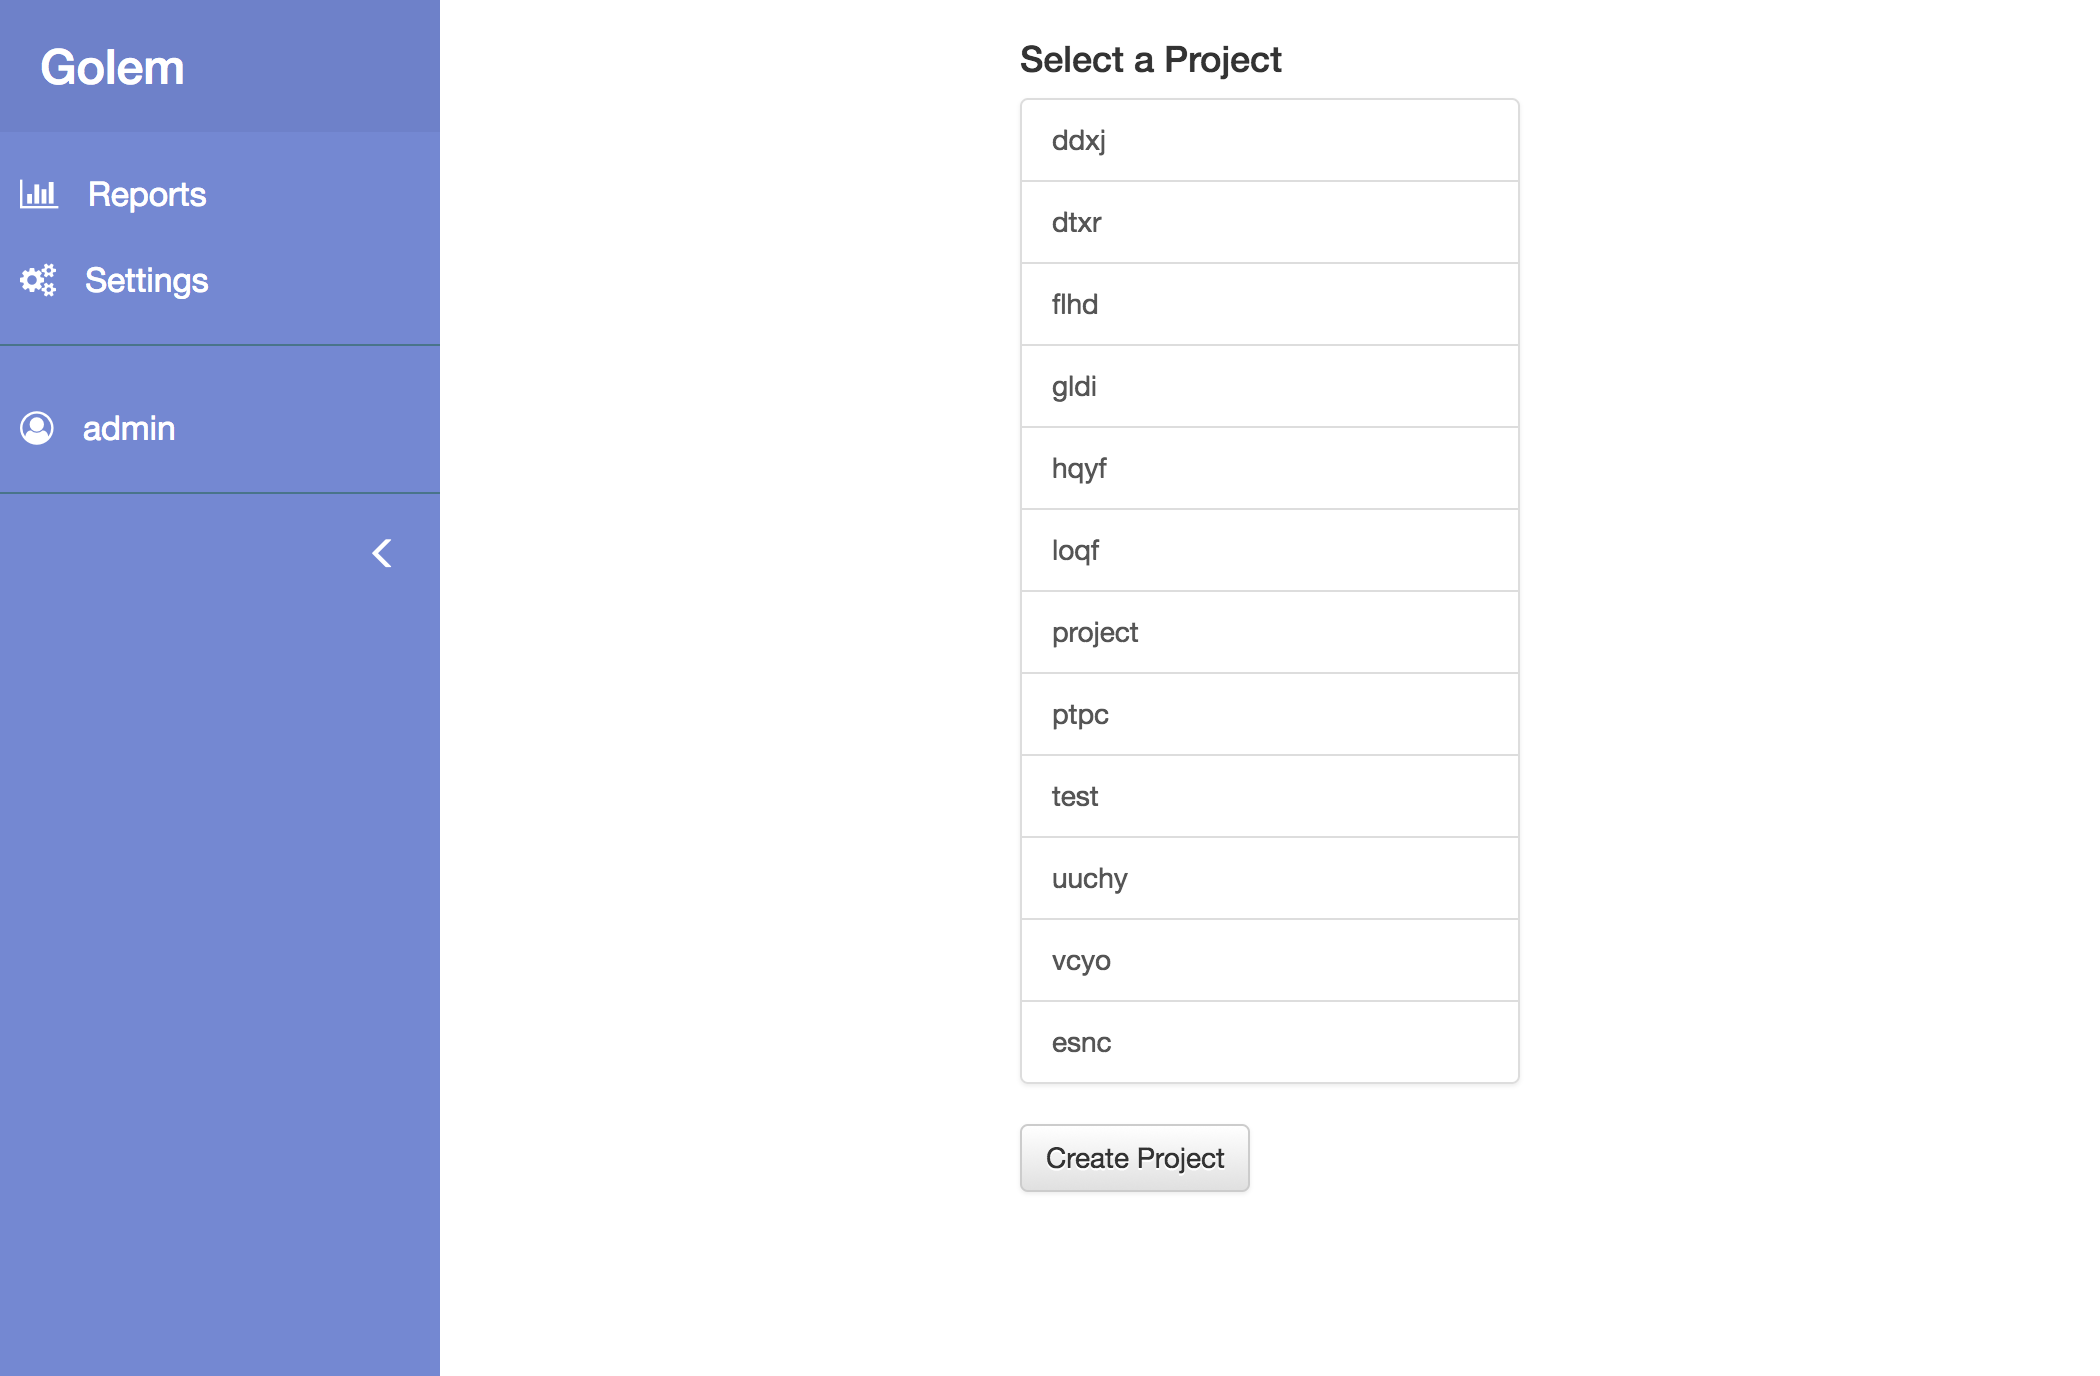 Golem
Reports
Settings
admin
Select a Project
ddxj
dtxr
flhd
gldi
hqyf
loqf
project
ptpc
test
uuchy
vcyo
esnc
Create Project